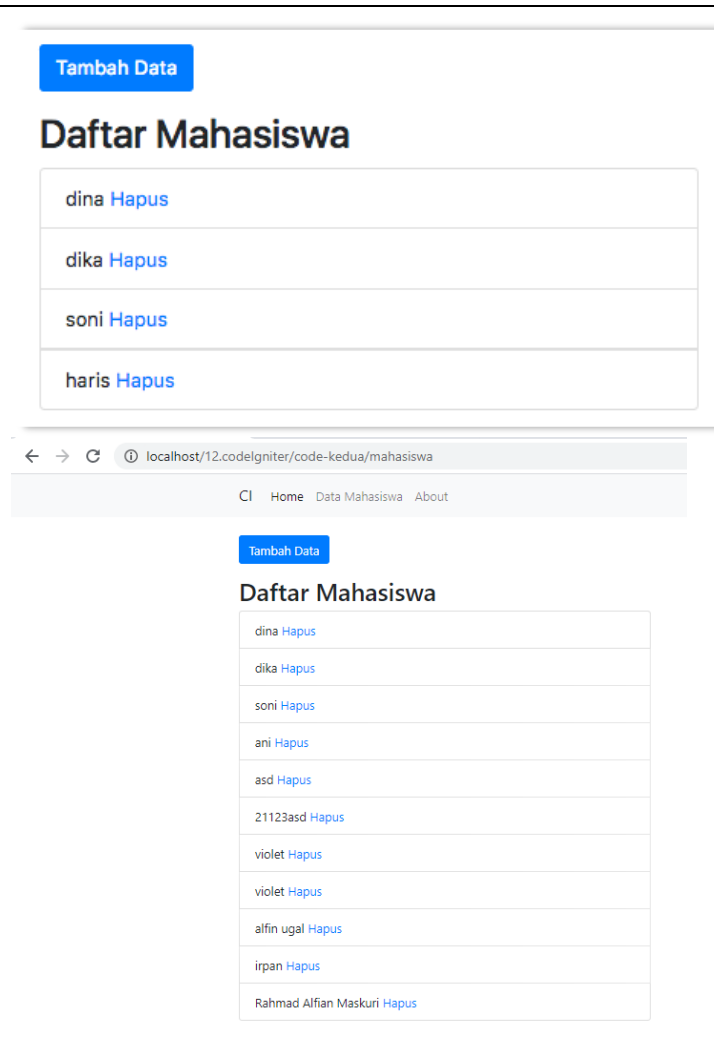 Tambah Data
Daftar Mahasiswa
dina Hapus
dika Hapus
soni Hapus
haris Hapus
localhost/12.codeIgniter/code-kedua/mahasiswa
CI Home Data Mahasiswa About
Tambah Data
Daftar Mahasiswa
dina Hapus
dika Hapus
soni Hapus
ani Hapus
asd Hapus
21123asd Hapus
violet Hapus
violet Hapus
alfin ugal Hapus
irpan Hapus
Rahmad Alfian Maskuri Hapus